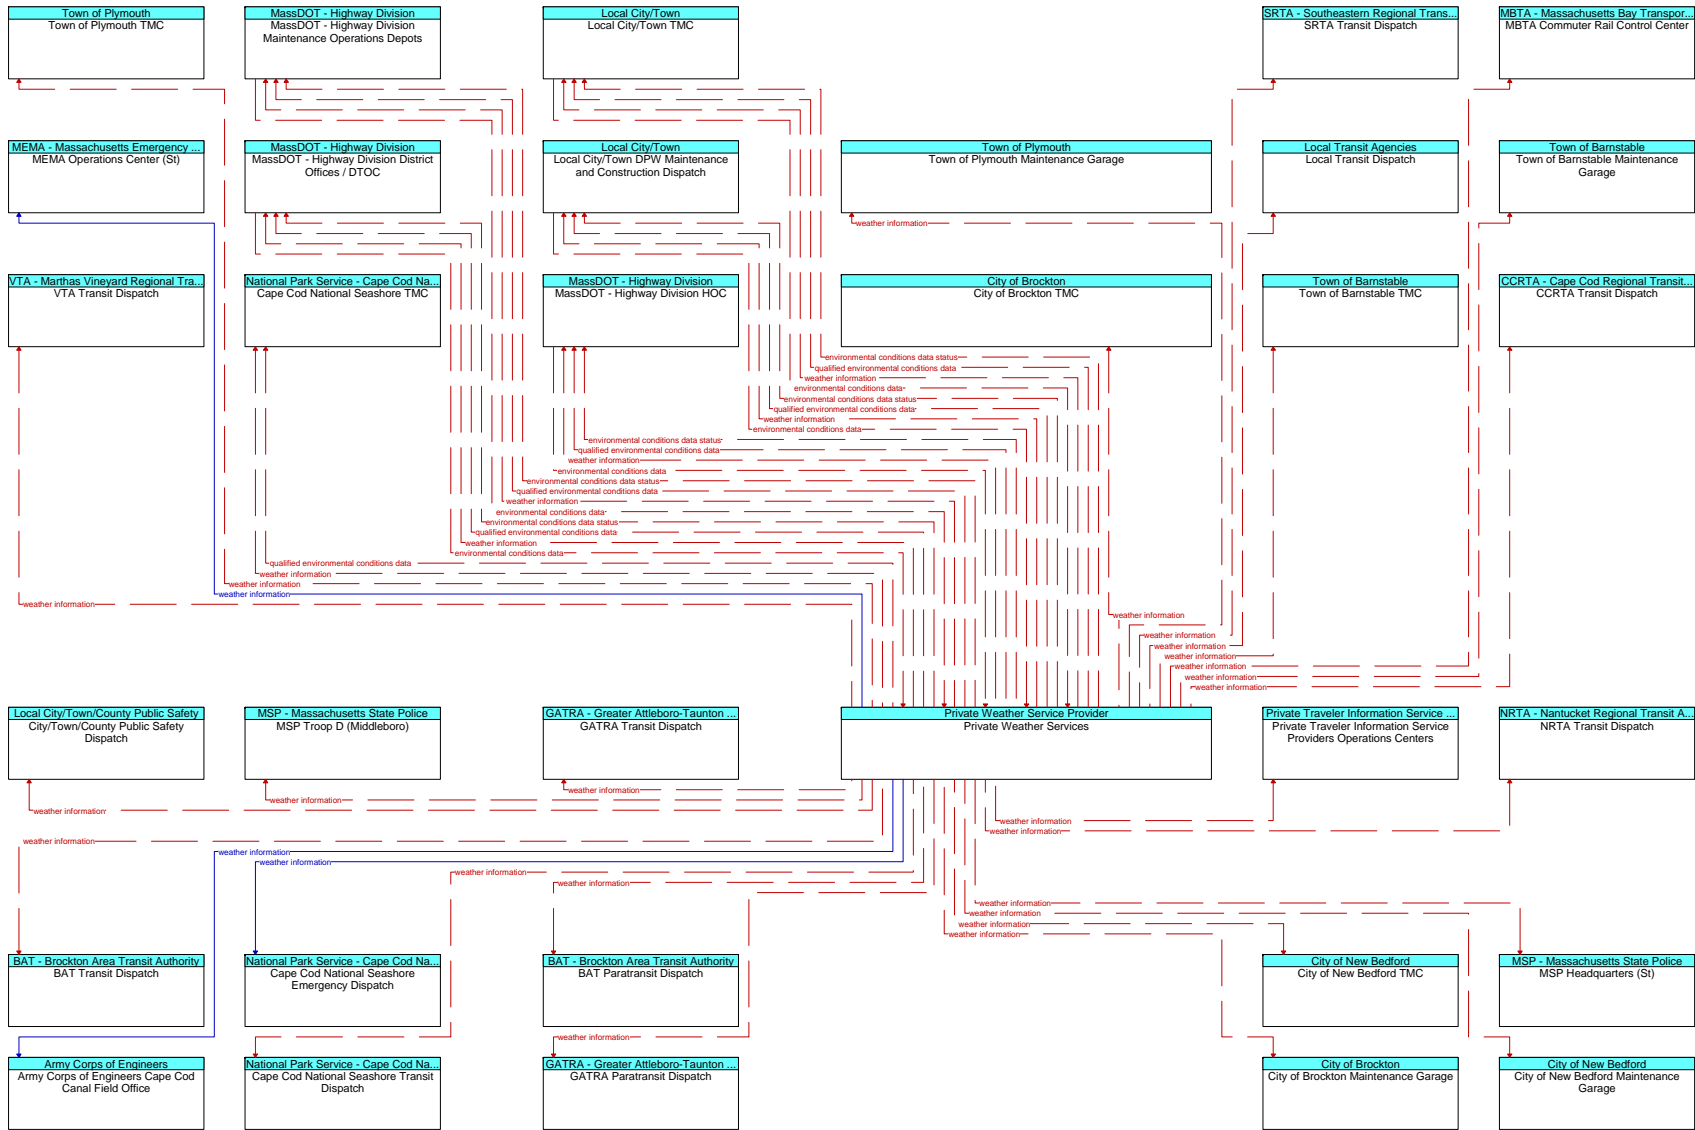 Town of Plymouth
Town of Plymouth TMC
MassDOT - Highway Division
MassDOT - Highway Division
Maintenance Operations Depots
Local City/Town
Local City/Town TMC
SRTA - Southeastern Regional Trans...
SRTA Transit Dispatch
MBTA - Massachusetts Bay Transpor...
MBTA Commuter Rail Control Center
MEMA - Massachusetts Emergency ...
MEMA Operations Center (St)
MassDOT - Highway Division
MassDOT - Highway Division District
Offices / DTOC
Local City/Town
Local City/Town DPW Maintenance
and Construction Dispatch
Town of Plymouth
Town of Plymouth Maintenance Garage
Local Transit Agencies
Local Transit Dispatch
Town of Barnstable
Town of Barnstable Maintenance
Garage
weather information
VTA - Marthas Vineyard Regional Tra...
VTA Transit Dispatch
National Park Service - Cape Cod Na...
Cape Cod National Seashore TMC
MassDOT - Highway Division
MassDOT - Highway Division HOC
City of Brockton
City of Brockton TMC
Town of Barnstable
Town of Barnstable TMC
CCRTA - Cape Cod Regional Transit...
CCRTA Transit Dispatch
environmental conditions data status
qualified environmental conditions data
weather information
environmental conditions data
environmental conditions data status
qualified environmental conditions data
weather information
environmental conditions data
environmental conditions data status
qualified environmental conditions data
weather information
environmental conditions data
environmental conditions data status
qualified environmental conditions data
weather information
environmental conditions data
environmental conditions data status
qualified environmental conditions data
weather information
environmental conditions data
qualified environmental conditions data
weather information
weather information
weather information
weather information
weather information
weather information
weather information
weather information
weather information
weather information
weather information
Local City/Town/County Public Safety
City/Town/County Public Safety
Dispatch
MSP - Massachusetts State Police
MSP Troop D (Middleboro)
GATRA - Greater Attleboro-Taunton ...
GATRA Transit Dispatch
Private Weather Service Provider
Private Weather Services
Private Traveler Information Service ...
Private Traveler Information Service
Providers Operations Centers
NRTA - Nantucket Regional Transit A...
NRTA Transit Dispatch
weather information
weather information
weather information
weather information
weather information
weather information
weather information
weather information
weather information
weather information
weather information
weather information
weather information
weather information
BAT - Brockton Area Transit Authority
BAT Transit Dispatch
National Park Service - Cape Cod Na...
Cape Cod National Seashore
Emergency Dispatch
BAT - Brockton Area Transit Authority
BAT Paratransit Dispatch
City of New Bedford
City of New Bedford TMC
MSP - Massachusetts State Police
MSP Headquarters (St)
weather information
Army Corps of Engineers
Army Corps of Engineers Cape Cod
Canal Field Office
National Park Service - Cape Cod Na...
Cape Cod National Seashore Transit
Dispatch
GATRA - Greater Attleboro-Taunton ...
GATRA Paratransit Dispatch
City of Brockton
City of Brockton Maintenance Garage
City of New Bedford
City of New Bedford Maintenance
Garage